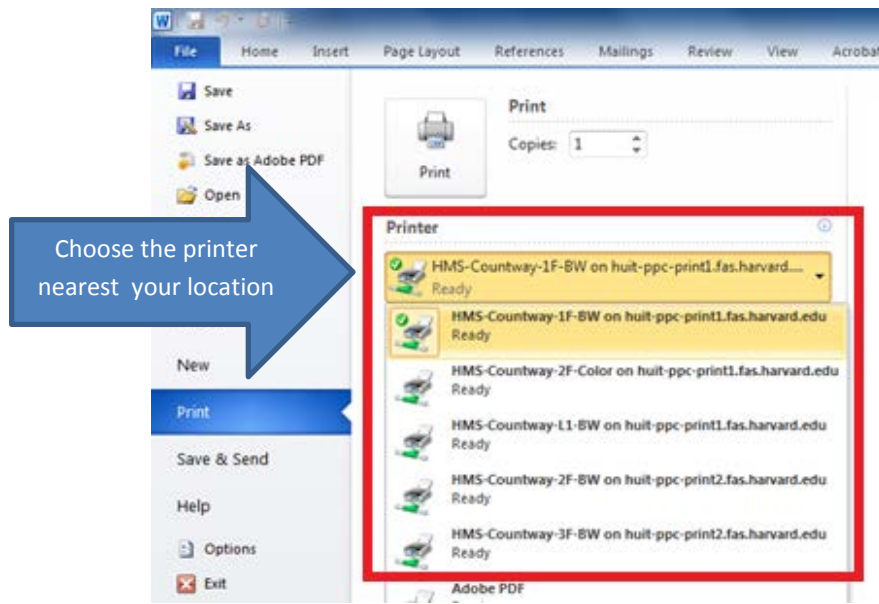 W
File Home Insert Page Layout References Mailings Review View Acrobat
Save
Save As
Save as Adobe PDF
Open
Choose the printer
nearest your location
New
Print
Save & Send
Help
Options
Exit
Print
Copies: 1
Print
Printer
HMS-Countway-1F-BW on huit-ppc-print1.fas.harvard....
Ready
HMS-Countway-1F-BW on huit-ppc-print1.fas.harvard.edu
Ready
HMS-Countway-2F-Color on huit-ppc-print1.fas.harvard.edu
Ready
HMS-Countway-L1-BW on huit-ppc-print1.fas.harvard.edu
Ready
HMS-Countway-2F-BW on huit-ppc-print2.fas.harvard.edu
Ready
HMS-Countway-3F-BW on huit-ppc-print2.fas.harvard.edu
Ready
Adobe PDF